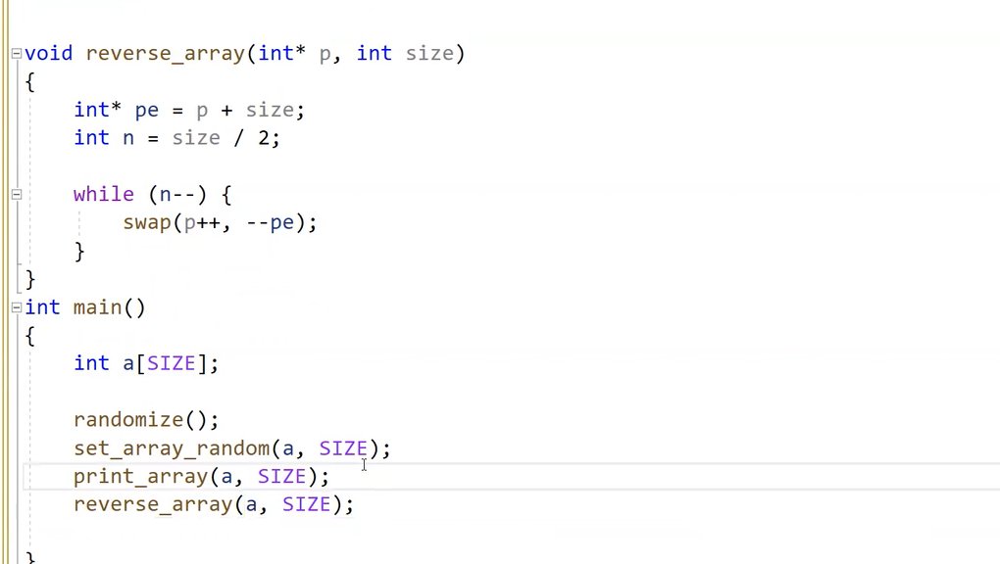 void reverse_array(int* p, int size)
{
    int* pe = p + size;
    int n = size / 2;
    while (n--) {
        swap(p++, --pe);
    }
}
int main()
{
    int a[SIZE];
    randomize();
    set_array_random(a, SIZE);
    print_array(a, SIZE);
    reverse_array(a, SIZE);
}